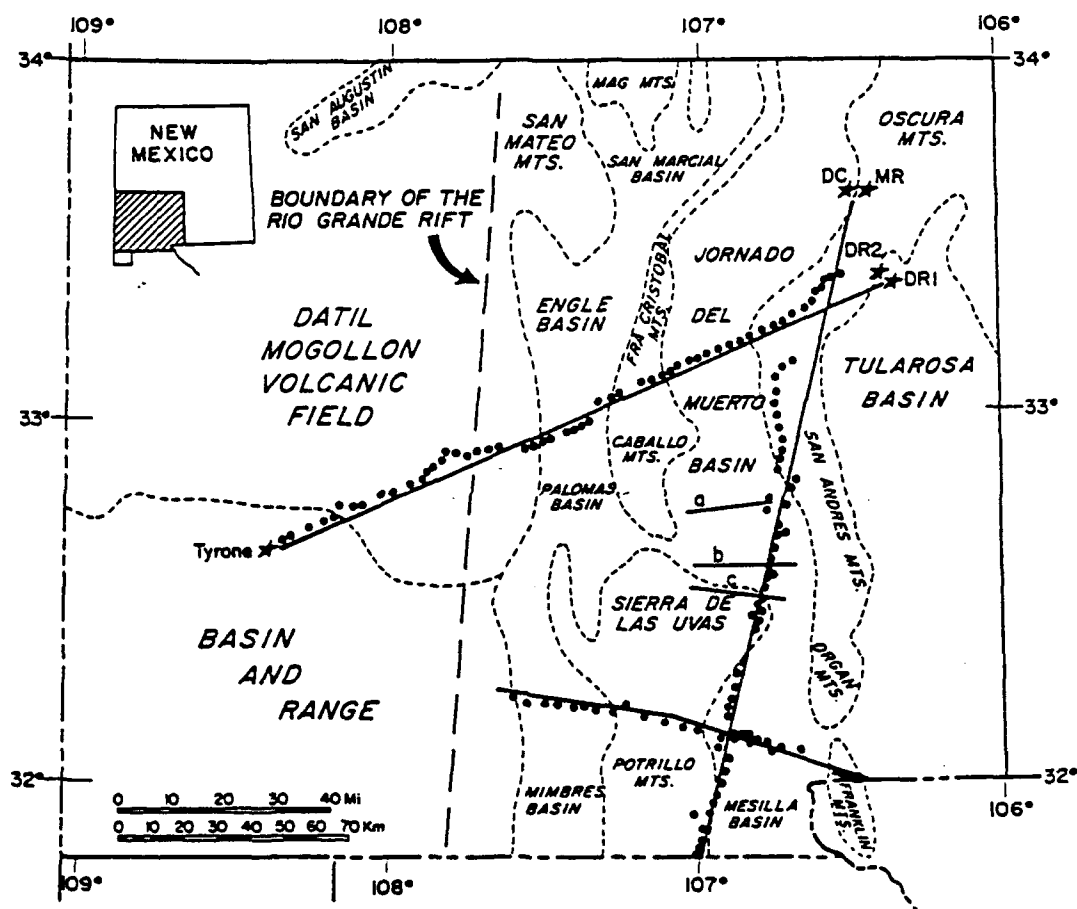 109°
108°
107°
106°
34°
34°
SAN AUGUSTIN
BASIN
MAG MTS.
NEW
MEXICO
SAN
MATEO
MTS.
OSCURA
MTS.
SAN MARCIAL
BASIN
DC
MR
BOUNDARY OF THE
RIO GRANDE RIFT
DR2
DR1
JORNADO
DEL
MUERTO
BASIN
FRA CRISTOBAL
MTS.
ENGLE
BASIN
DATIL
MOGOLLON
VOLCANIC
FIELD
TULAROSA
BASIN
33°
33°
CABALLO
MTS.
PALOMAS
BASIN
SAN ANDRES MTS.
a
b
c
Tyrone
SIERRA DE
LAS UVAS
BASIN
AND
RANGE
ORGAN
MTS.
32°
32°
POTRILLO
MTS.
MIMBRES
BASIN
MESILLA
BASIN
FRANKLIN
MTS.
0 10 20 30 40 Mi
0 10 20 30 40 50 60 70 Km
109°
108°
107°
106°